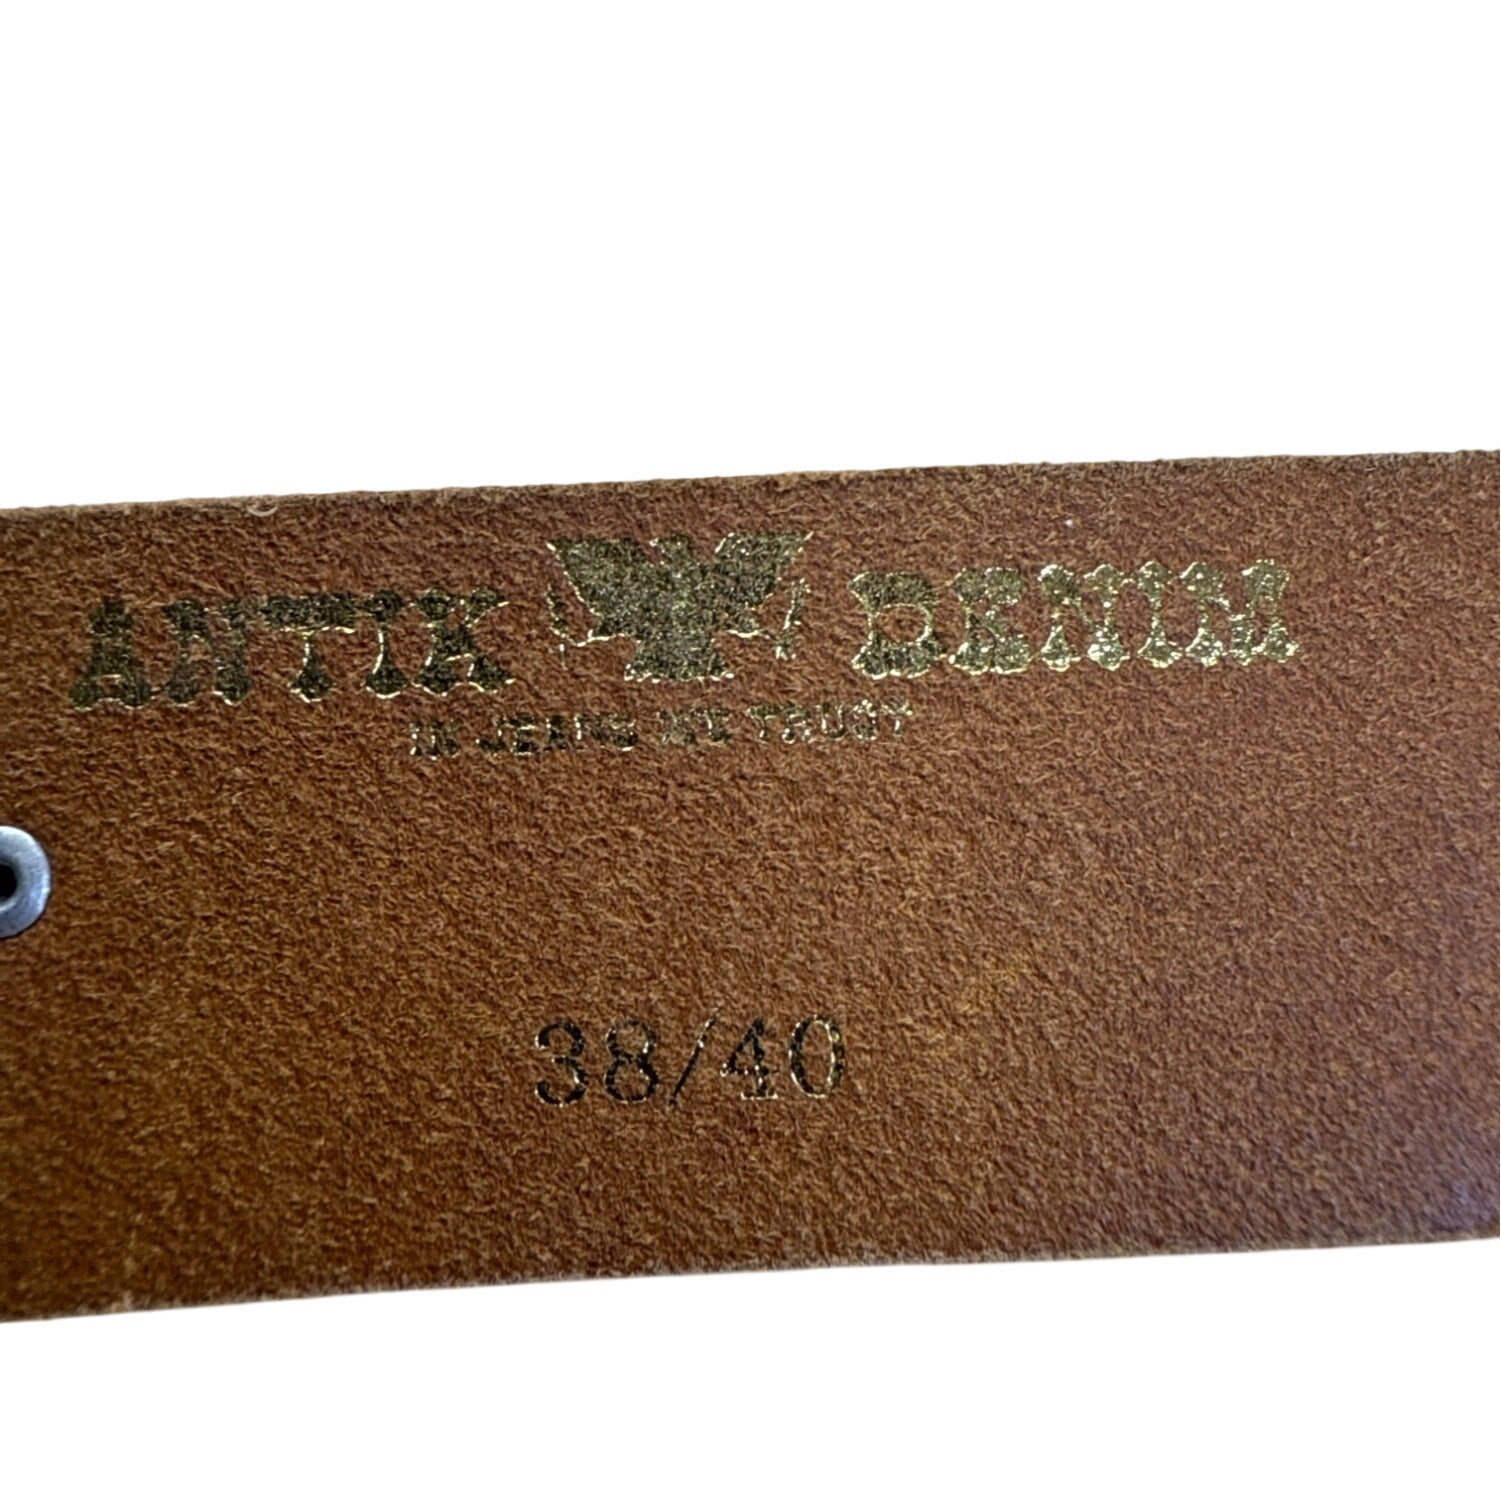 ANTIK DENIM
IN JEANS WE TRUST
38/40